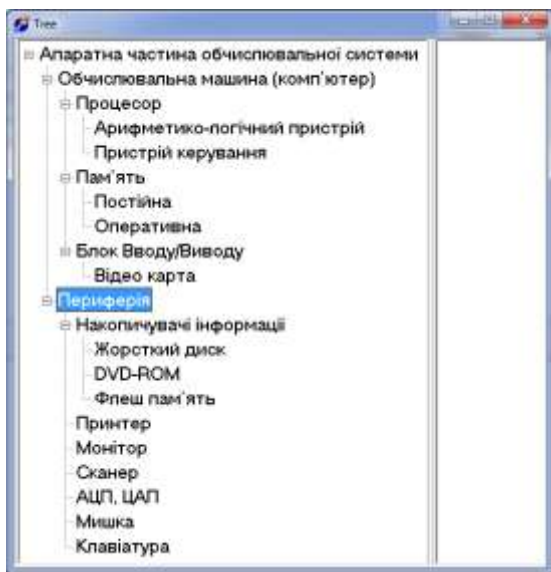 Tree
Апаратна частина обчислювальної системи
Обчислювальна машина (комп'ютер)
Процесор
Арифметико-логічний пристрій
Пристрій керування
Пам'ять
Постійна
Оперативна
Блок Вводу/Виводу
Відео карта
Периферія
Накопичувачі інформації
Жорсткий диск
DVD-ROM
Флеш пам'ять
Принтер
Монітор
Сканер
АЦП, ЦАП
Мишка
Клавіатура